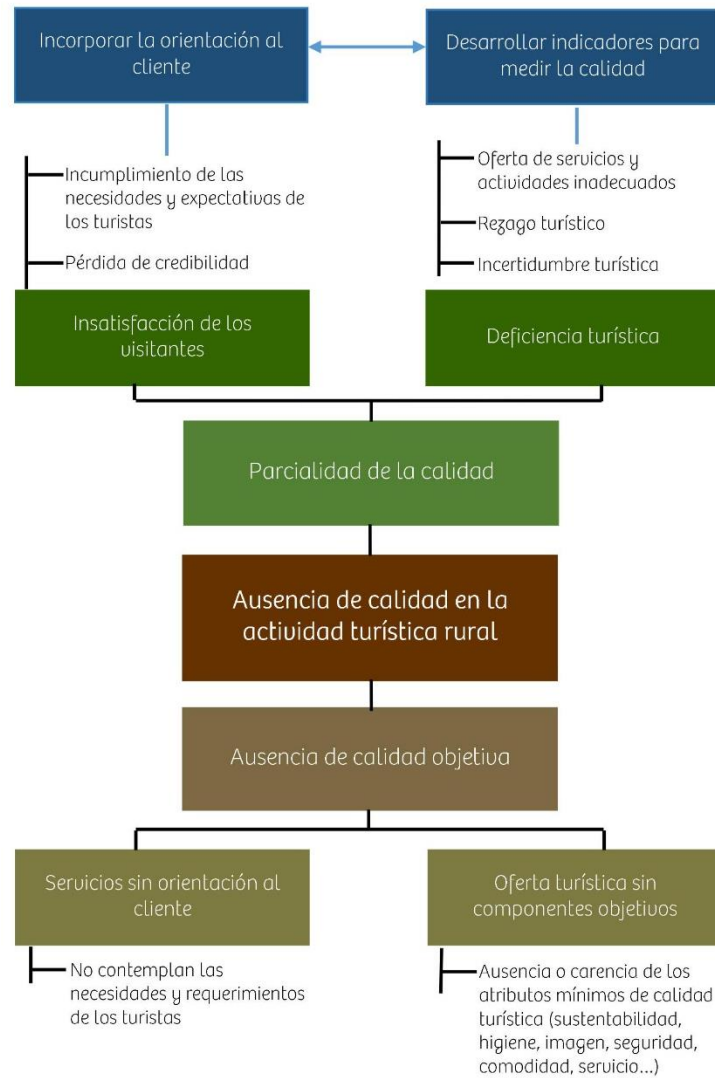 Incorporar la orientación al
cliente
Desarrollar indicadores para
medir la calidad
Incumplimiento de las
necesidades y expectativas de
los turistas
Pérdida de credibilidad
Oferta de servicios y
actividades inadecuados
Rezago turístico
Incertidumbre turística
Insatisfacción de los
visitantes
Deficiencia turística
Parcialidad de la calidad
Ausencia de calidad en la
actividad turística rural
Ausencia de calidad objetiva
Servicios sin orientación al
cliente
Oferta turística sin
componentes objetivos
No contemplan las
necesidades y requerimientos
de los turistas
Ausencia o carencia de los
atributos mínimos de calidad
turística (sustentabilidad,
higiene, imagen, seguridad,
comodidad, servicio...)